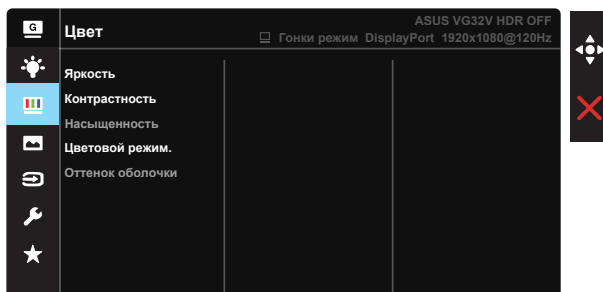 G
Цвет
ASUS VG32V HDR OFF
Гонки режим DisplayPort 1920x1080@120Hz
Яркость
Контрастность
Насыщенность
Цветовой режим.
Оттенок оболочки